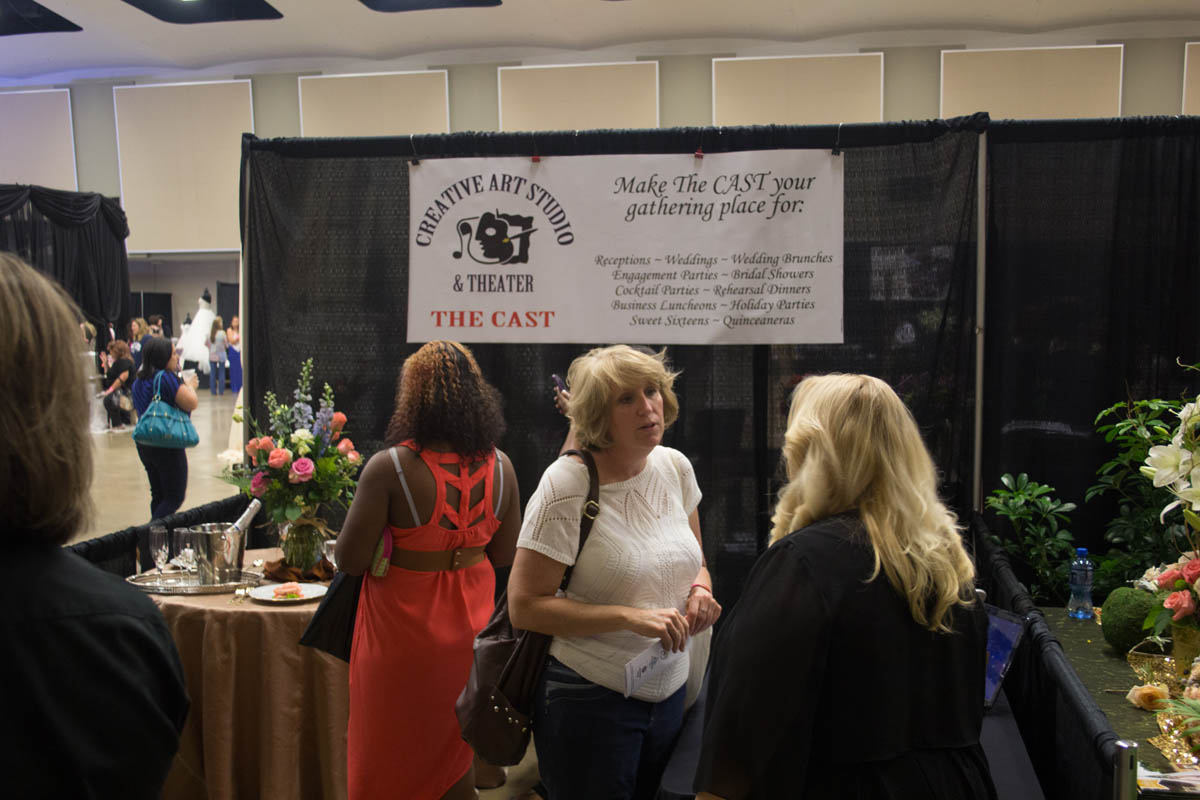 CREATIVE ART STUDIO
& THEATER
THE CAST
Make The CAST your
gathering place for:
Receptions ~ Weddings ~ Wedding Brunches
Engagement Parties ~ Bridal Showers
Cocktail Parties ~ Rehearsal Dinners
Business Luncheons ~ Holiday Parties
Sweet Sixteens ~ Quinceaneras